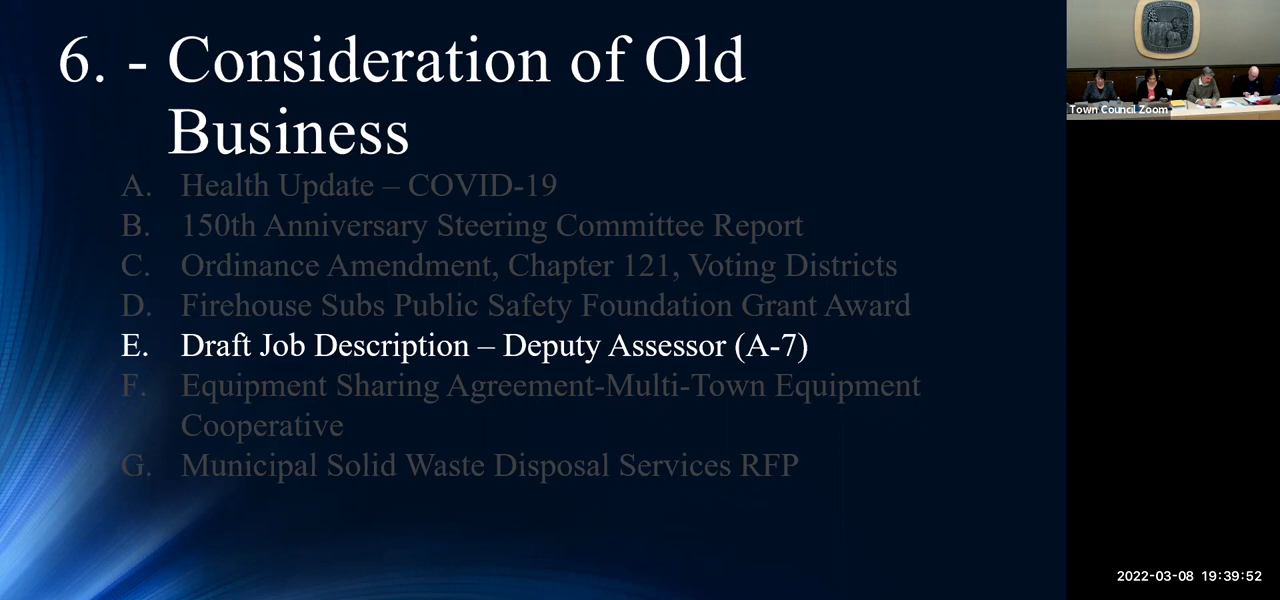 6. - Consideration of Old
Business
A. Health Update – COVID-19
B. 150th Anniversary Steering Committee Report
C. Ordinance Amendment, Chapter 121, Voting Districts
D. Firehouse Subs Public Safety Foundation Grant Award
E. Draft Job Description – Deputy Assessor (A-7)
F. Equipment Sharing Agreement-Multi-Town Equipment
Cooperative
G. Municipal Solid Waste Disposal Services RFP
Town Council Zoom
2022-03-08 19:39:52